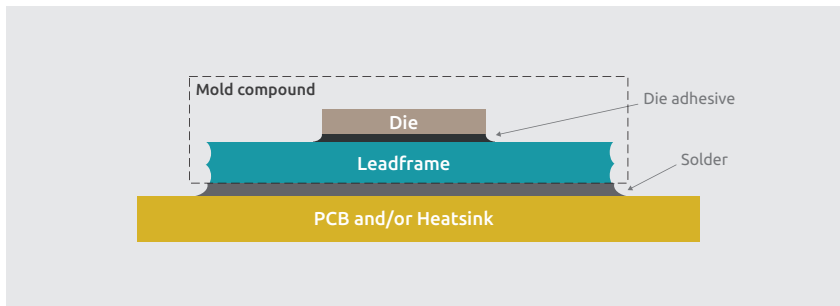 Mold compound
Die adhesive
Die
Leadframe
Solder
PCB and/or Heatsink